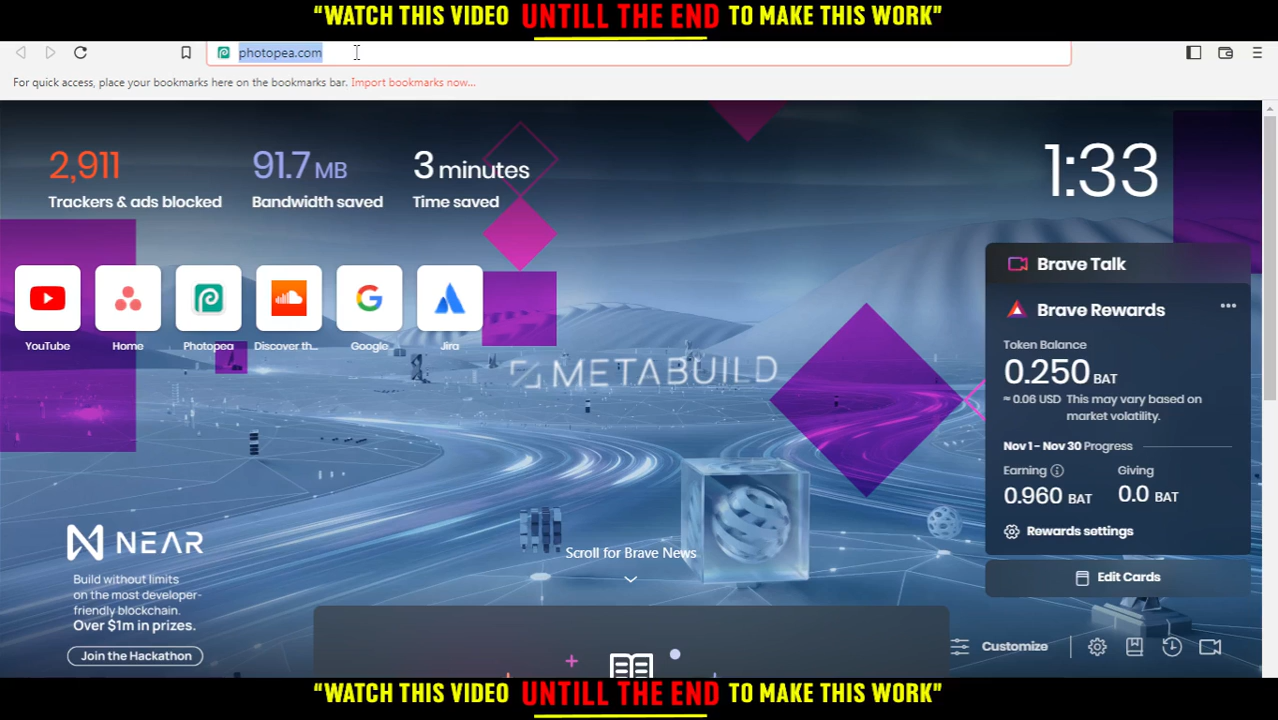 “WATCH THIS VIDEO UNTILL THE END TO MAKE THIS WORK”
photopea.com
For quick access, place your bookmarks here on the bookmarks bar. Import bookmarks now...
2,911
Trackers & ads blocked
91.7 MB
Bandwidth saved
3 minutes
Time saved
1:33
YouTube
Home
Photopea
Discover th...
Google
Jira
METABUILD
Brave Talk
Brave Rewards
Token Balance
0.250 BAT
≈ 0.06 USD This may vary based on
market volatility.
Nov 1 - Nov 30 Progress
Earning
0.960 BAT
Giving
0.0 BAT
Rewards settings
Edit Cards
NEAR
Build without limits
on the most developer-
friendly blockchain.
Over $1m in prizes.
Join the Hackathon
Scroll for Brave News
Customize
“WATCH THIS VIDEO UNTILL THE END TO MAKE THIS WORK”